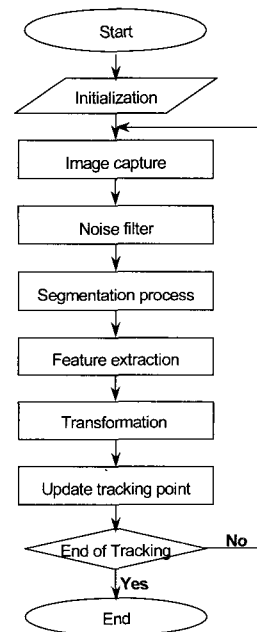 Start
Initialization
Image capture
Noise filter
Segmentation process
Feature extraction
Transformation
Update tracking point
End of Tracking
No
Yes
End